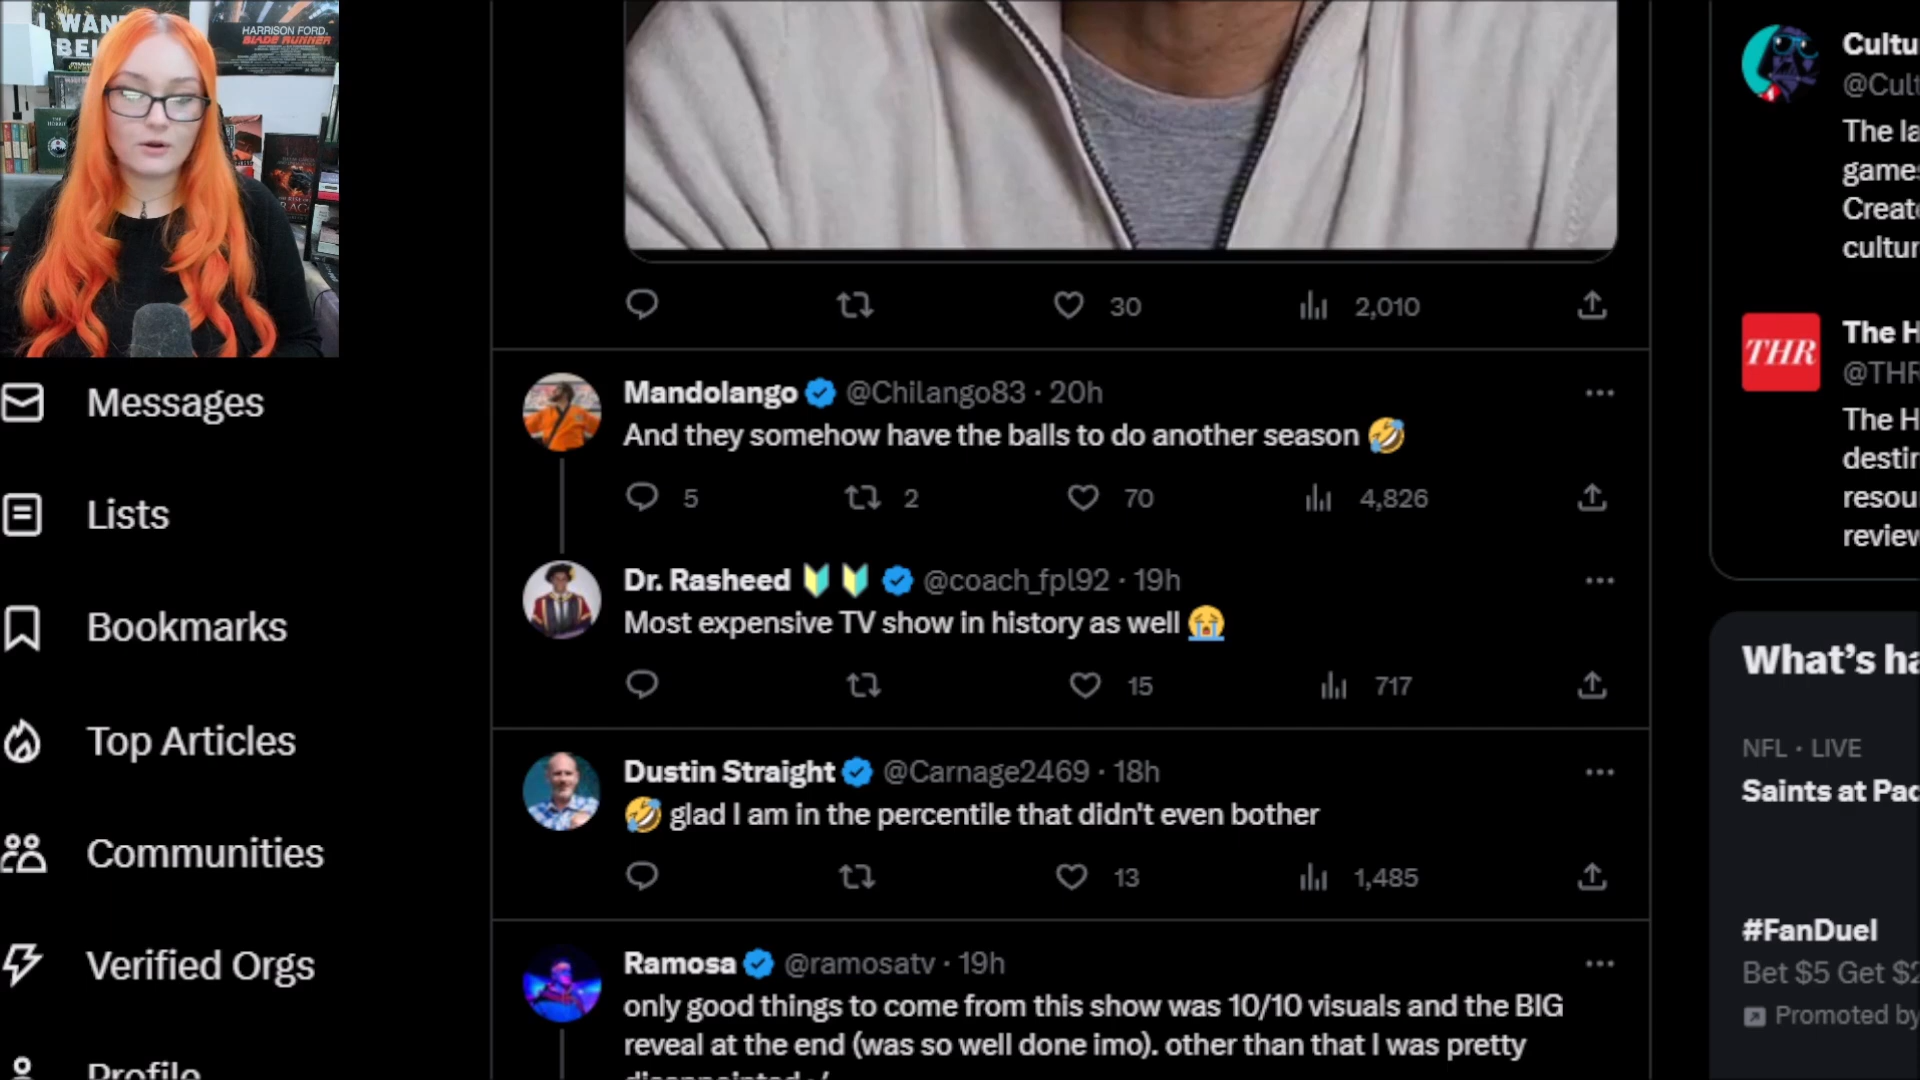 I WAN
BEL
HARRISON FORD.
BLADE RUNNER
THE
Messages
Lists
Bookmarks
Top Articles
Communities
Verified Orgs
Profile
30
2,010
Mandolango @Chilango83 · 20h
And they somehow have the balls to do another season 🤣
5
2
70
4,826
Dr. Rasheed 🔰 🔰 @coach_fpl92 · 19h
Most expensive TV show in history as well 😭
15
717
Dustin Straight @Carnage2469 · 18h
🤣 glad I am in the percentile that didn't even bother
13
1,485
Ramosa @ramosatv · 19h
only good things to come from this show was 10/10 visuals and the BIG
reveal at the end (was so well done imo). other than that I was pretty
Cultu
@Cult
The la
game
Creat
cultur
THR
The H
@THR
The H
destin
resou
review
What's ha
NFL · LIVE
Saints at Pac
#FanDuel
Bet $5 Get $2
Promoted by